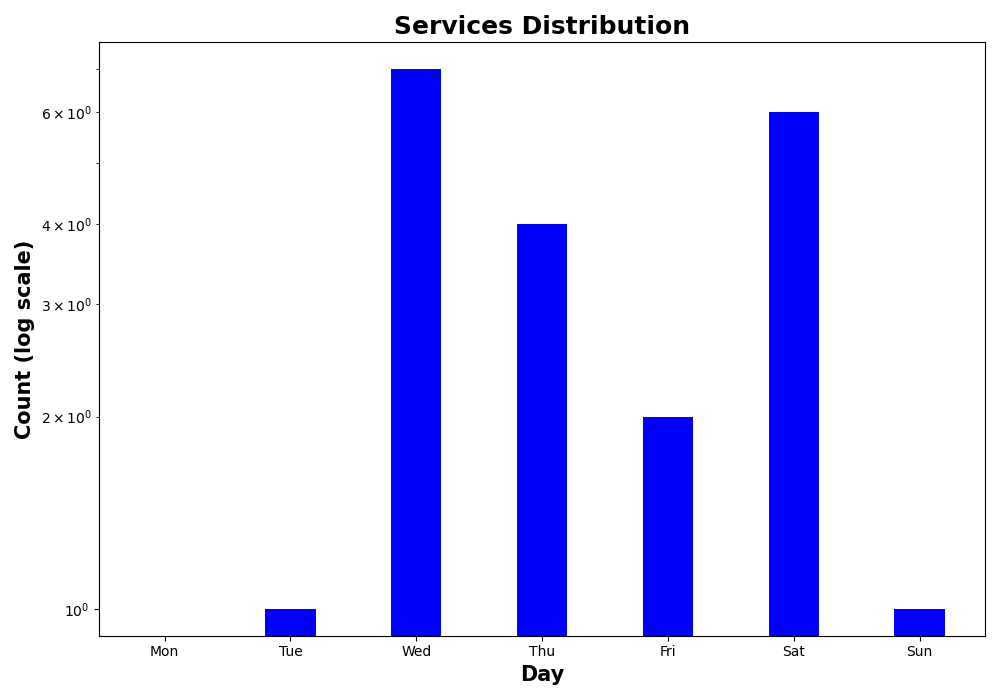 Services Distribution
6 × 10⁰
4 × 10⁰
3 × 10⁰
2 × 10⁰
10⁰
Count (log scale)
Mon Tue Wed Thu Fri Sat Sun
Day